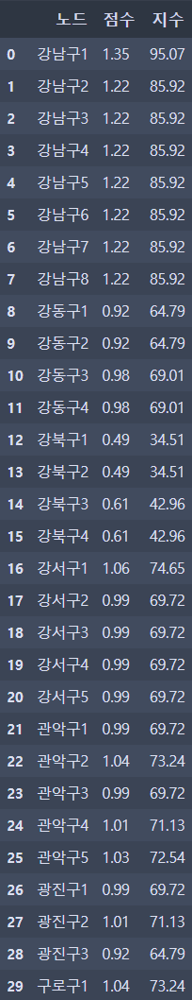 노드 점수 지수
0 강남구1 1.35 95.07
1 강남구2 1.22 85.92
2 강남구3 1.22 85.92
3 강남구4 1.22 85.92
4 강남구5 1.22 85.92
5 강남구6 1.22 85.92
6 강남구7 1.22 85.92
7 강남구8 1.22 85.92
8 강동구1 0.92 64.79
9 강동구2 0.92 64.79
10 강동구3 0.98 69.01
11 강동구4 0.98 69.01
12 강북구1 0.49 34.51
13 강북구2 0.49 34.51
14 강북구3 0.61 42.96
15 강북구4 0.61 42.96
16 강서구1 1.06 74.65
17 강서구2 0.99 69.72
18 강서구3 0.99 69.72
19 강서구4 0.99 69.72
20 강서구5 0.99 69.72
21 관악구1 0.99 69.72
22 관악구2 1.04 73.24
23 관악구3 0.99 69.72
24 관악구4 1.01 71.13
25 관악구5 1.03 72.54
26 광진구1 0.99 69.72
27 광진구2 1.01 71.13
28 광진구3 0.92 64.79
29 구로구1 1.04 73.24